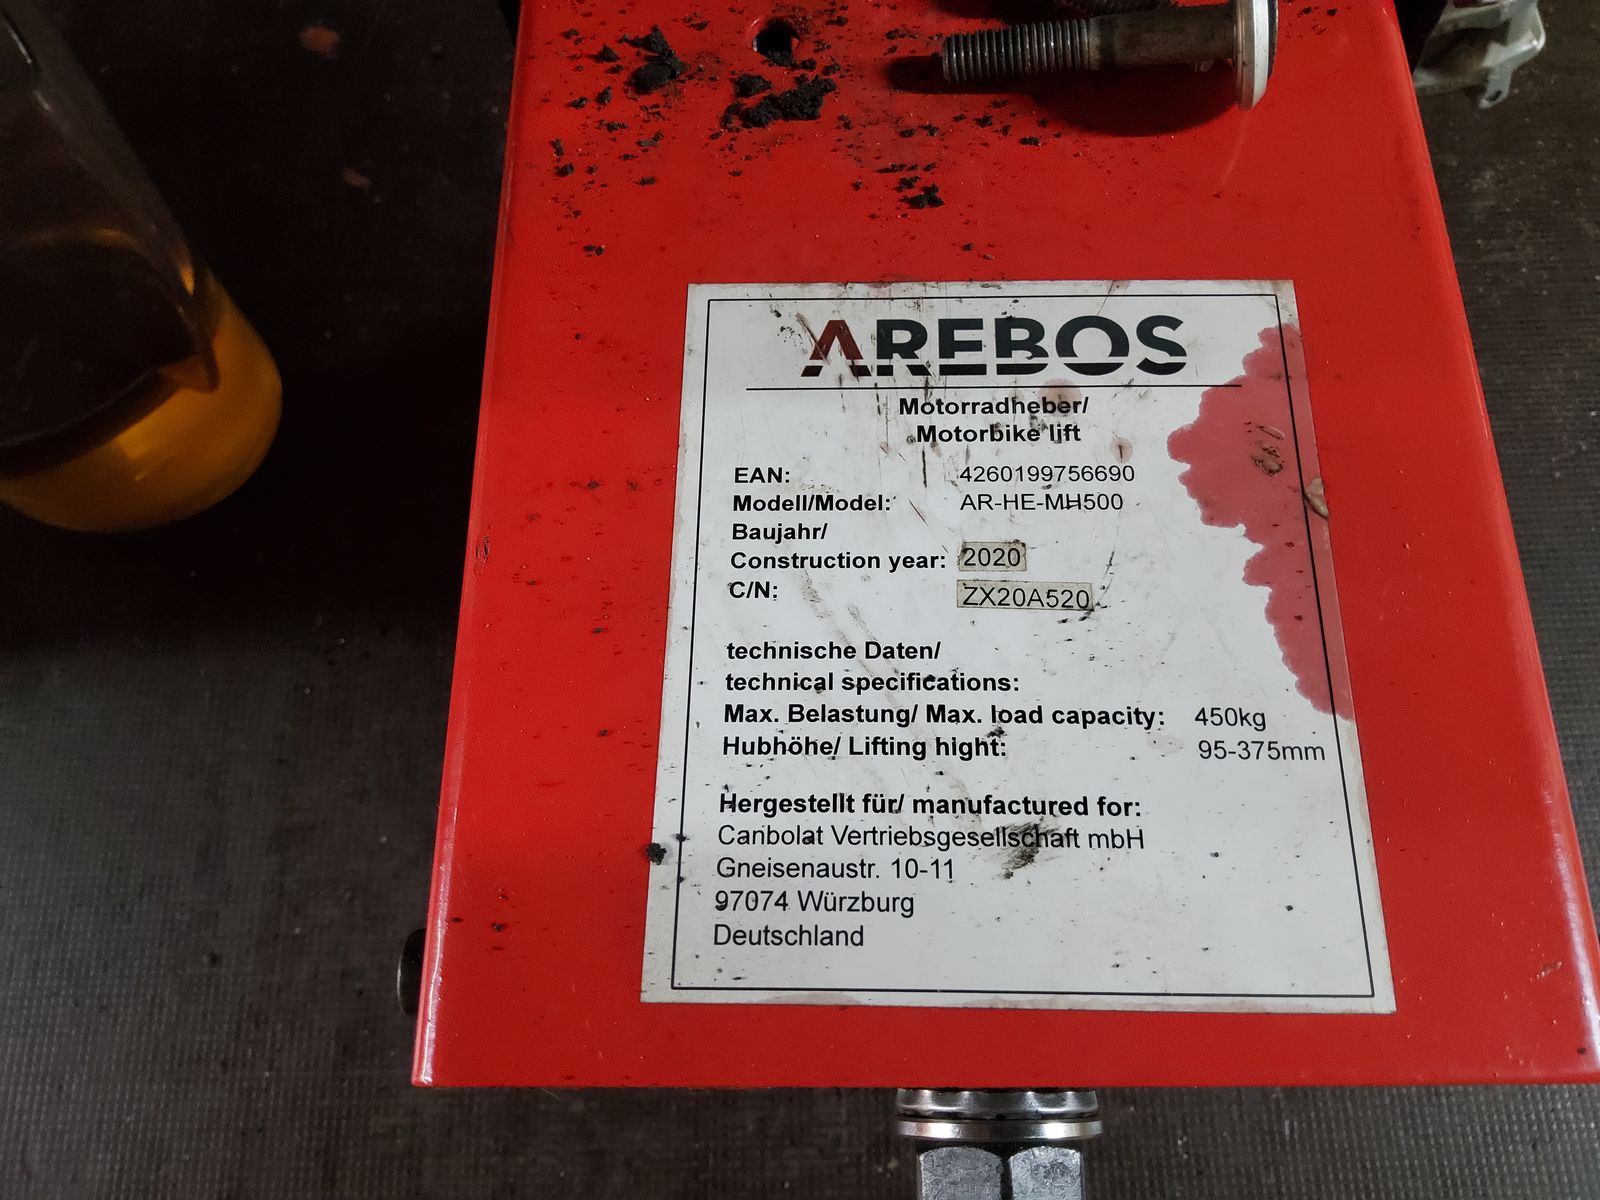 AREBOS
Motorradheber/
Motorbike lift
EAN: 4260199756690
Modell/Model: AR-HE-MH500
Baujahr/
Construction year: 2020
C/N: ZX20A520
technische Daten/
technical specifications:
Max. Belastung/ Max. load capacity: 450kg
Hubhöhe/ Lifting hight: 95-375mm
Hergestellt für/ manufactured for:
Canbolat Vertriebsgesellschaft mbH
Gneisenaustr. 10-11
97074 Würzburg
Deutschland